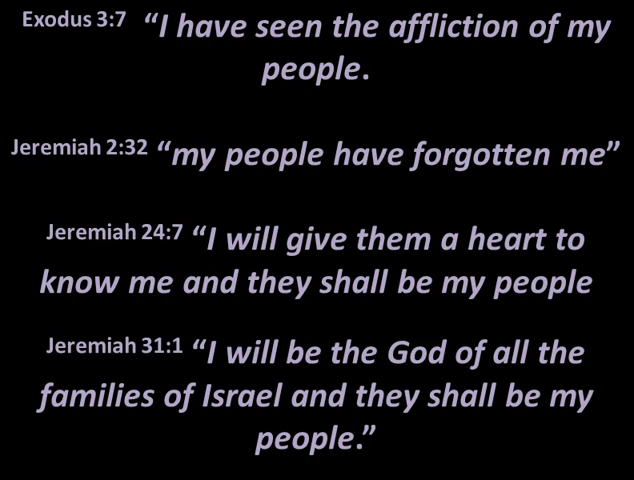 Exodus 3:7 “I have seen the affliction of my
people.
Jeremiah 2:32 “my people have forgotten me”
Jeremiah 24:7 “I will give them a heart to
know me and they shall be my people
Jeremiah 31:1 “I will be the God of all the
families of Israel and they shall be my
people.”